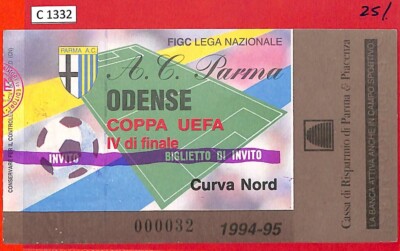 C 1332
25/.
FIGC LEGA NAZIONALE
PARMA A.C.
A.C. Parma
ODENSE
COPPA UEFA
IV di finale
INVITO
BIGLIETTO DI INVITO
Curva Nord
000032
1994-95
Cassa di Risparmio di Parma & Piacenza
LA BANCA ATTIVA ANCHE IN CAMPO SPORTIVO